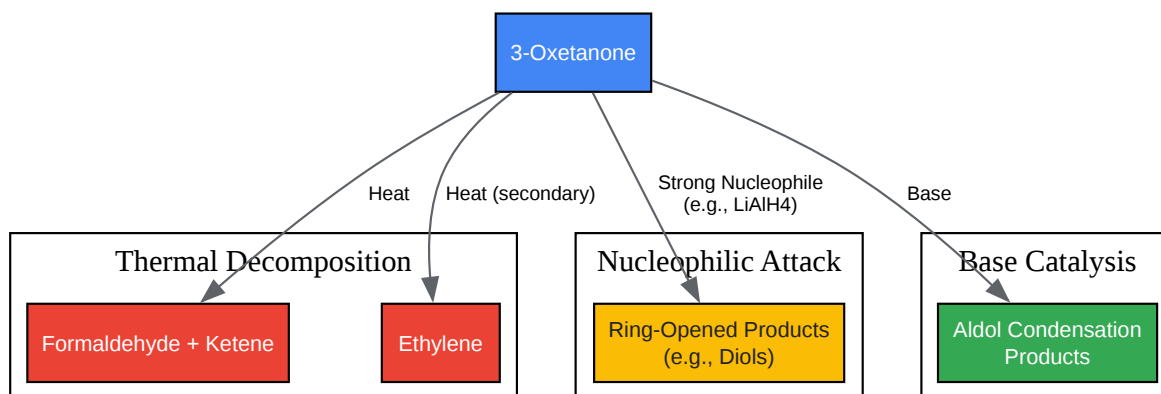 3-Oxetanone
Heat
Heat (secondary)
Strong Nucleophile
(e.g., LiAlH4)
Base
Thermal Decomposition
Nucleophilic Attack
Base Catalysis
Formaldehyde + Ketene
Ethylene
Ring-Opened Products
(e.g., Diols)
Aldol Condensation
Products